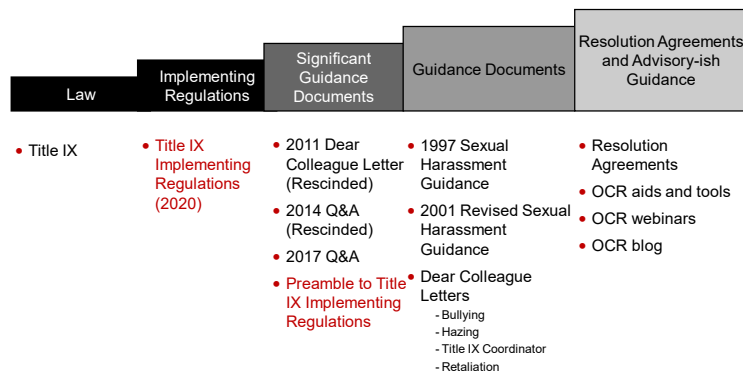 Law
Implementing
Regulations
Significant
Guidance
Documents
Guidance Documents
Resolution Agreements
and Advisory-ish
Guidance
• Title IX
• Title IX
Implementing
Regulations
(2020)
• 2011 Dear
Colleague Letter
(Rescinded)
• 2014 Q&A
(Rescinded)
• 2017 Q&A
• Preamble to Title
IX Implementing
Regulations
• 1997 Sexual
Harassment
Guidance
• 2001 Revised Sexual
Harassment
Guidance
• Dear Colleague
Letters
- Bullying
- Hazing
- Title IX Coordinator
- Retaliation
• Resolution
Agreements
• OCR aids and tools
• OCR webinars
• OCR blog